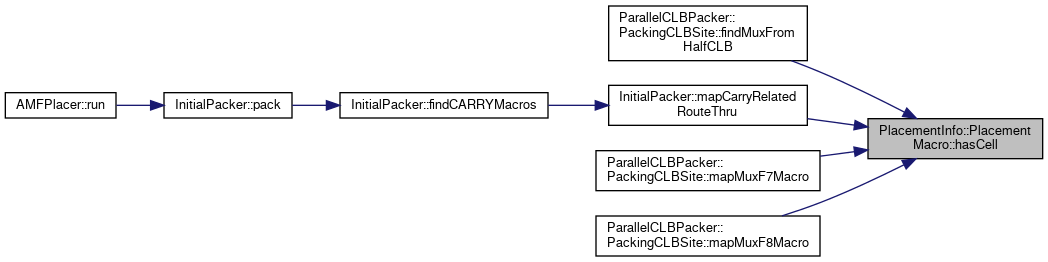 ParallelCLBPacker::
PackingCLBSite::findMuxFrom
HalfCLB
AMFPlacer::run
InitialPacker::pack
InitialPacker::findCARRYMacros
InitialPacker::mapCarryRelated
RouteThru
PlacementInfo::Placement
Macro::hasCell
ParallelCLBPacker::
PackingCLBSite::mapMuxF7Macro
ParallelCLBPacker::
PackingCLBSite::mapMuxF8Macro